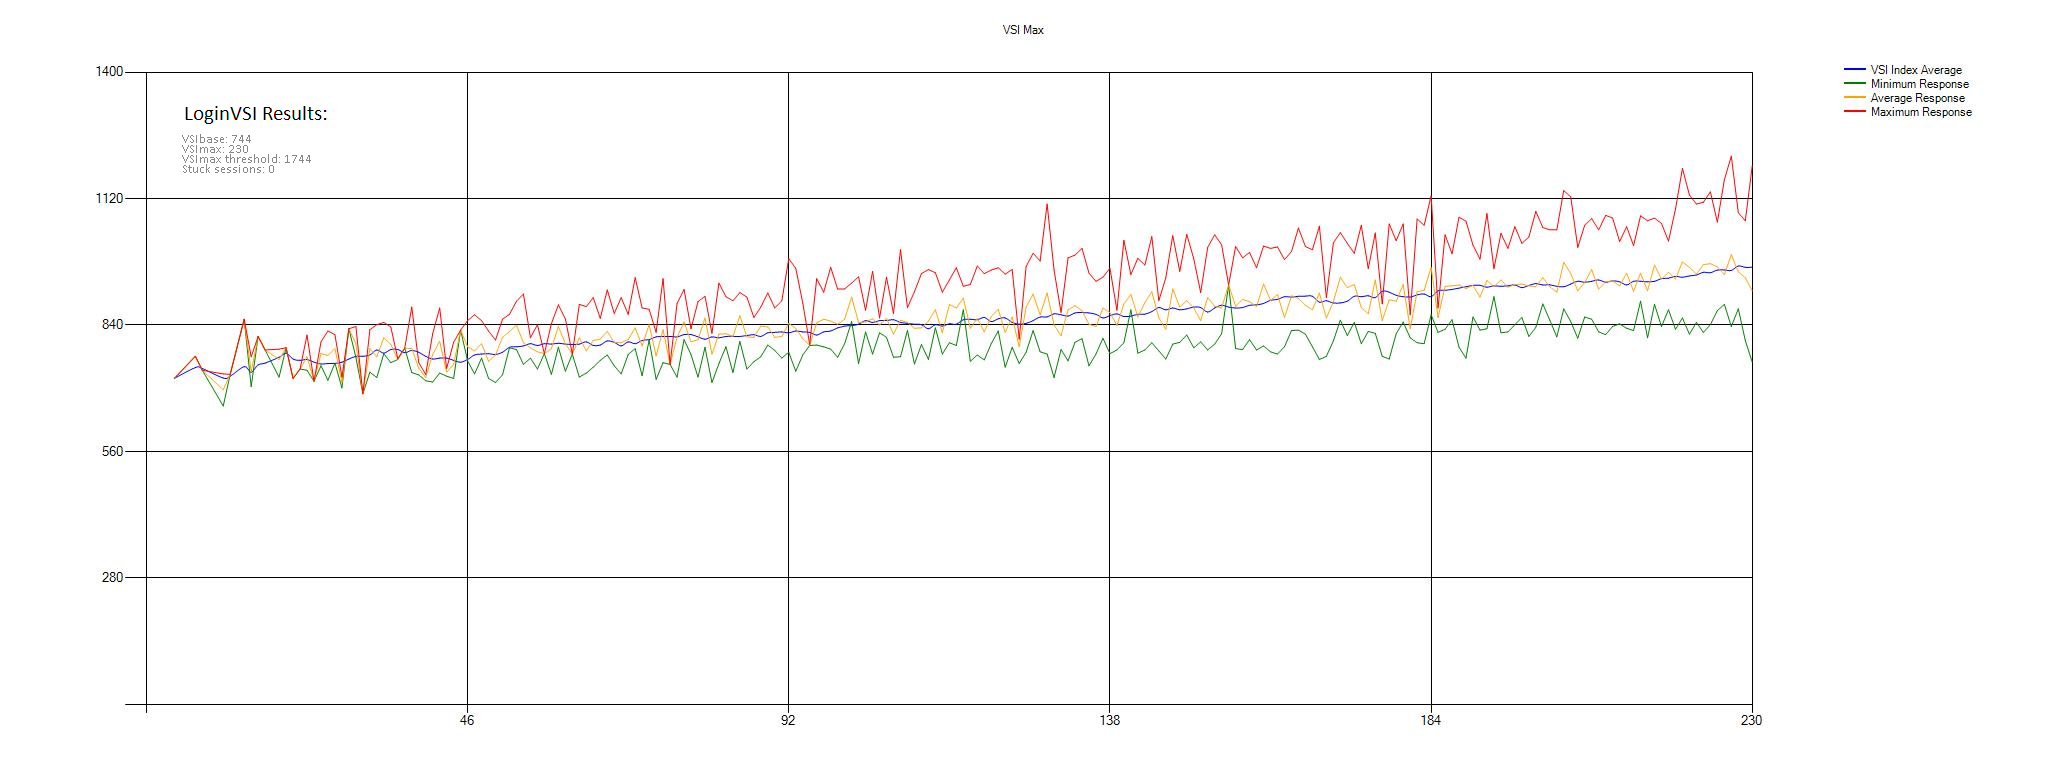 VSI Max
1400
1120
840
560
280
LoginVSI Results:
VSIbase: 744
VSImax: 230
VSImax threshold: 1744
Stuck sessions: 0
VSI Index Average
Minimum Response
Average Response
Maximum Response
46
92
138
184
230